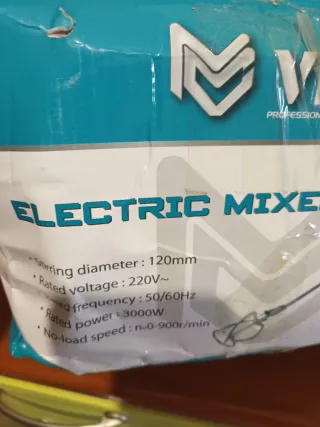 PROFESSION
ELECTRIC MIXE
Stirring diameter : 120mm
• Rated voltage : 220V~
frequency : 50/60Hz
• Rated power : 3000W
• No-load speed : n-0-900r/min